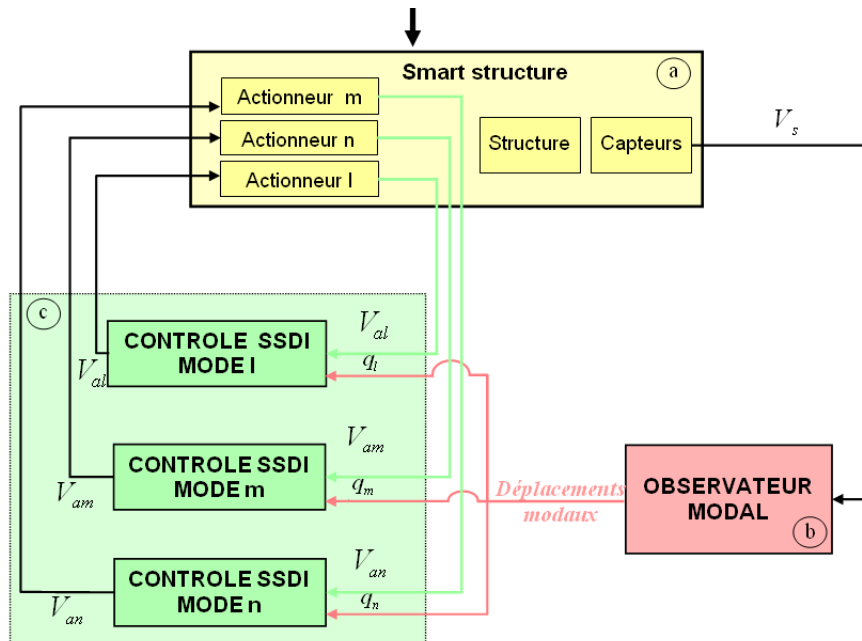 Smart structure
a
Actionneur m
Actionneur n
Actionneur l
Structure
Capteurs
V_s
c
CONTROLE SSDI
MODE l
V_al
q_l
V_al
CONTROLE SSDI
MODE m
V_am
q_m
V_am
Déplacements
modaux
OBSERVATEUR
MODAL
b
CONTROLE SSDI
MODE n
V_an
q_n
V_an